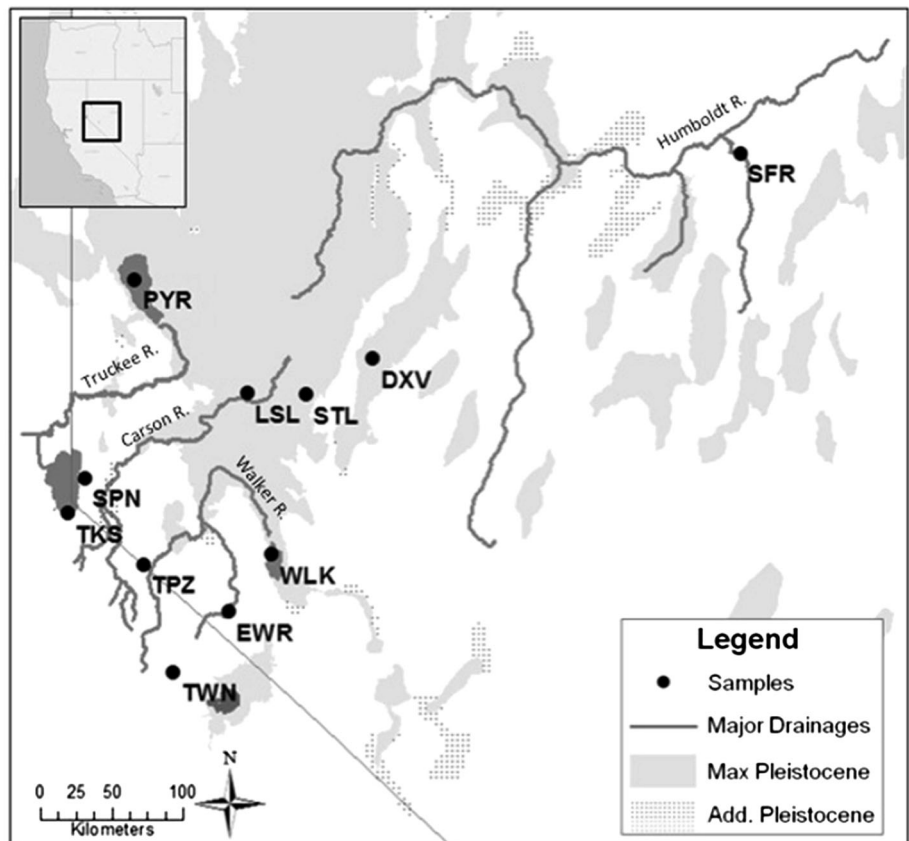 Humboldt R.
SFR
PYR
Truckee R.
DXV
LSL
STL
Carson R.
Walker R.
SPN
TKS
TPZ
WLK
EWR
TWN
Legend
Samples
Major Drainages
Max Pleistocene
Add. Pleistocene
N
0 25 50 100
Kilometers